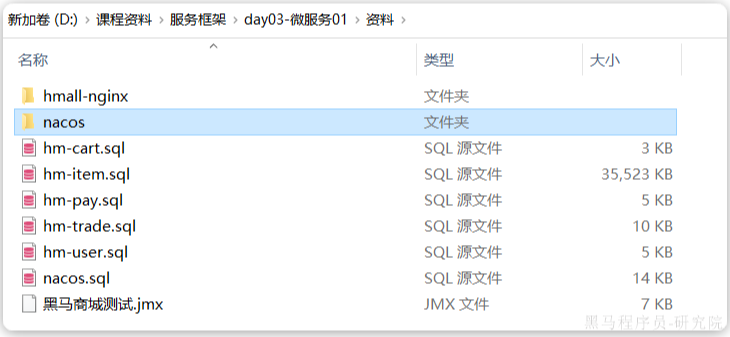 新加卷 (D:) › 课程资料 › 服务框架 › day03-微服务01 › 资料 ›
名称 类型 大小
hmall-nginx 文件夹
nacos 文件夹
hm-cart.sql SQL 源文件 3 KB
hm-item.sql SQL 源文件 35,523 KB
hm-pay.sql SQL 源文件 5 KB
hm-trade.sql SQL 源文件 10 KB
hm-user.sql SQL 源文件 5 KB
nacos.sql SQL 源文件 14 KB
黑马商城测试.jmx JMX 文件 7 KB
黑马程序员-研究院